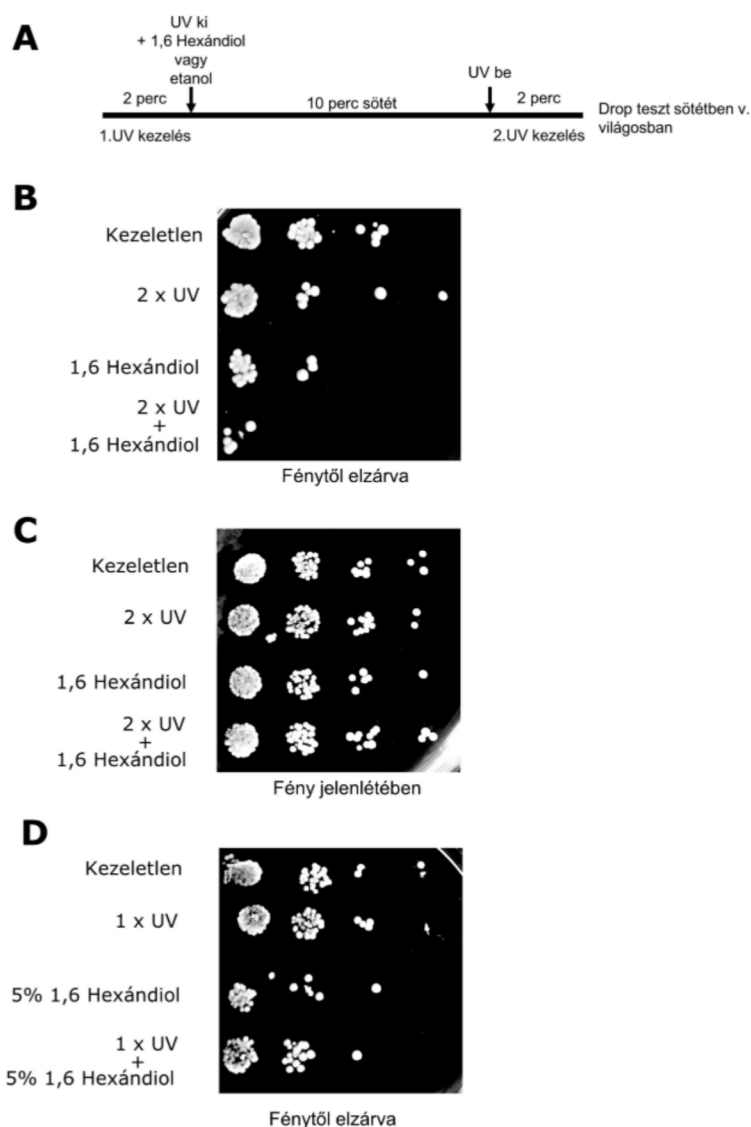 A
UV ki
+ 1,6 Hexándiol
vagy
etanol
UV be
2 perc
10 perc sötét
2 perc
Drop teszt sötétben v.
világosban
1.UV kezelés
2.UV kezelés
B
Kezeletlen
2 x UV
1,6 Hexándiol
2 x UV
+
1,6 Hexándiol
Fénytől elzárva
C
Kezeletlen
2 x UV
1,6 Hexándiol
2 x UV
+
1,6 Hexándiol
Fény jelenlétében
D
Kezeletlen
1 x UV
5% 1,6 Hexándiol
1 x UV
+
5% 1,6 Hexándiol
Fénytől elzárva